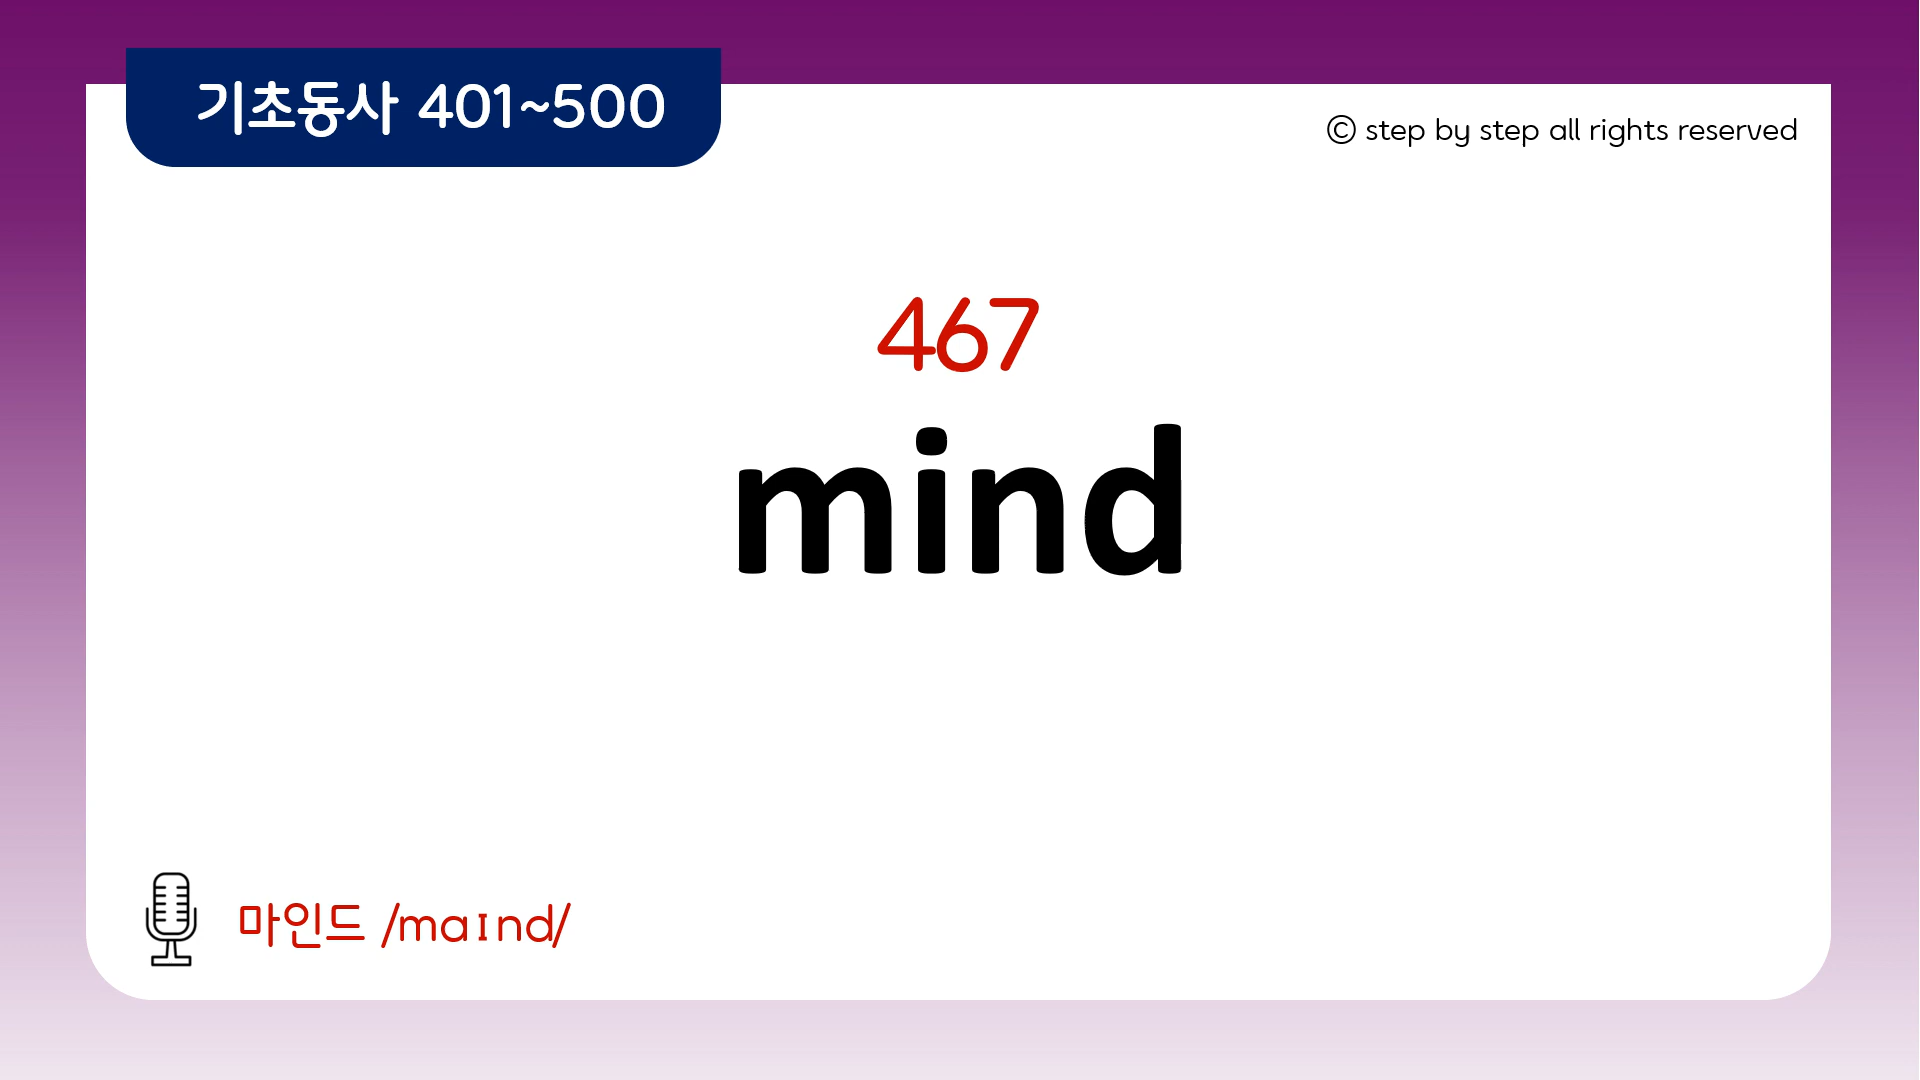 기초동사 401~500
© step by step all rights reserved
467
mind
마인드 /maɪnd/